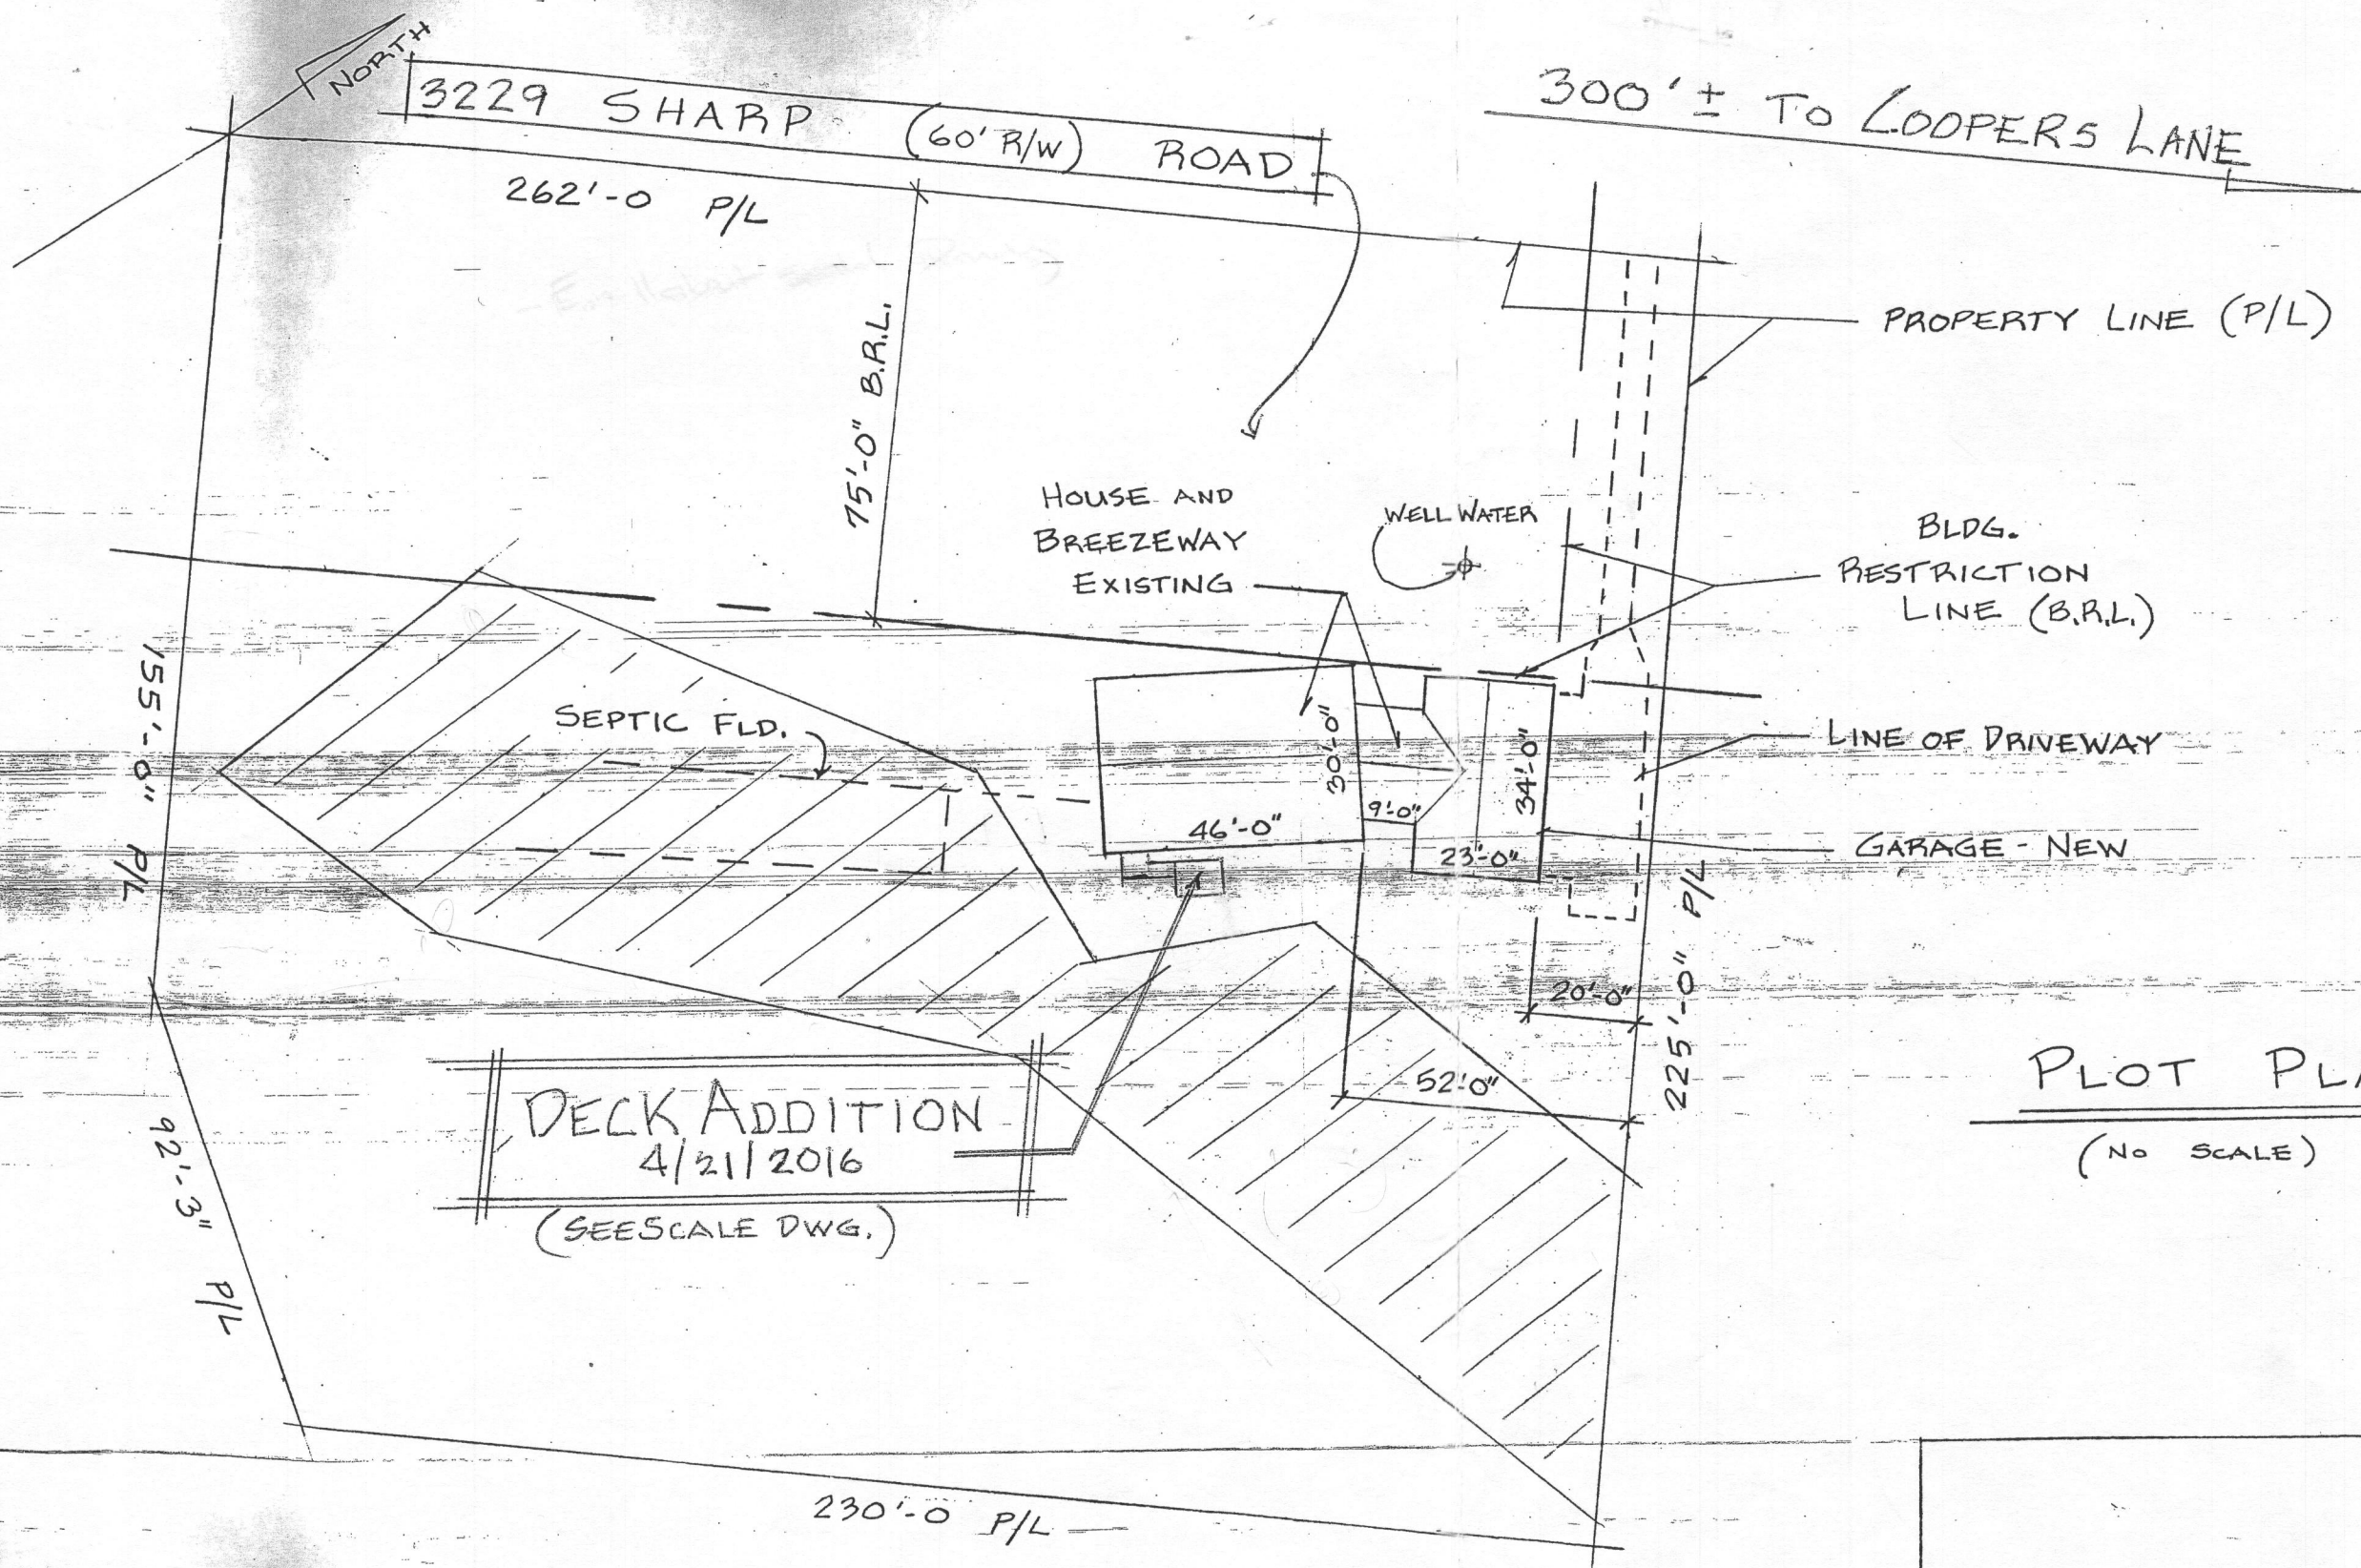 NORTH
3229 SHARP (60' R/W) ROAD
300' ± TO COOPERS LANE
262'-0 P/L
75'-0" B.R.L.
PROPERTY LINE (P/L)
HOUSE AND
BREEZEWAY
EXISTING
WELL WATER
BLDG.
RESTRICTION
LINE (B.R.L.)
155'-0" P/L
SEPTIC FLD.
30'-0"
34'-0"
LINE OF DRIVEWAY
9'-0"
46'-0"
23'-0"
GARAGE - NEW
20'-0"
225'-0" P/L
52'-0"
PLOT PLA
(NO SCALE)
DECK ADDITION
4/21/2016
(SEE SCALE DWG.)
92'-3" P/L
230'-0 P/L